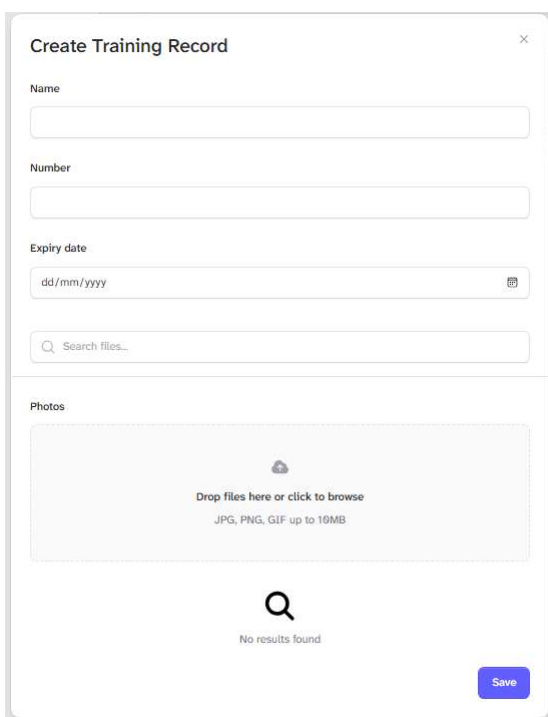 Create Training Record
Name
Number
Expiry date
dd/mm/yyyy
Search files...
Photos
Drop files here or click to browse
JPG, PNG, GIF up to 10MB
No results found
Save